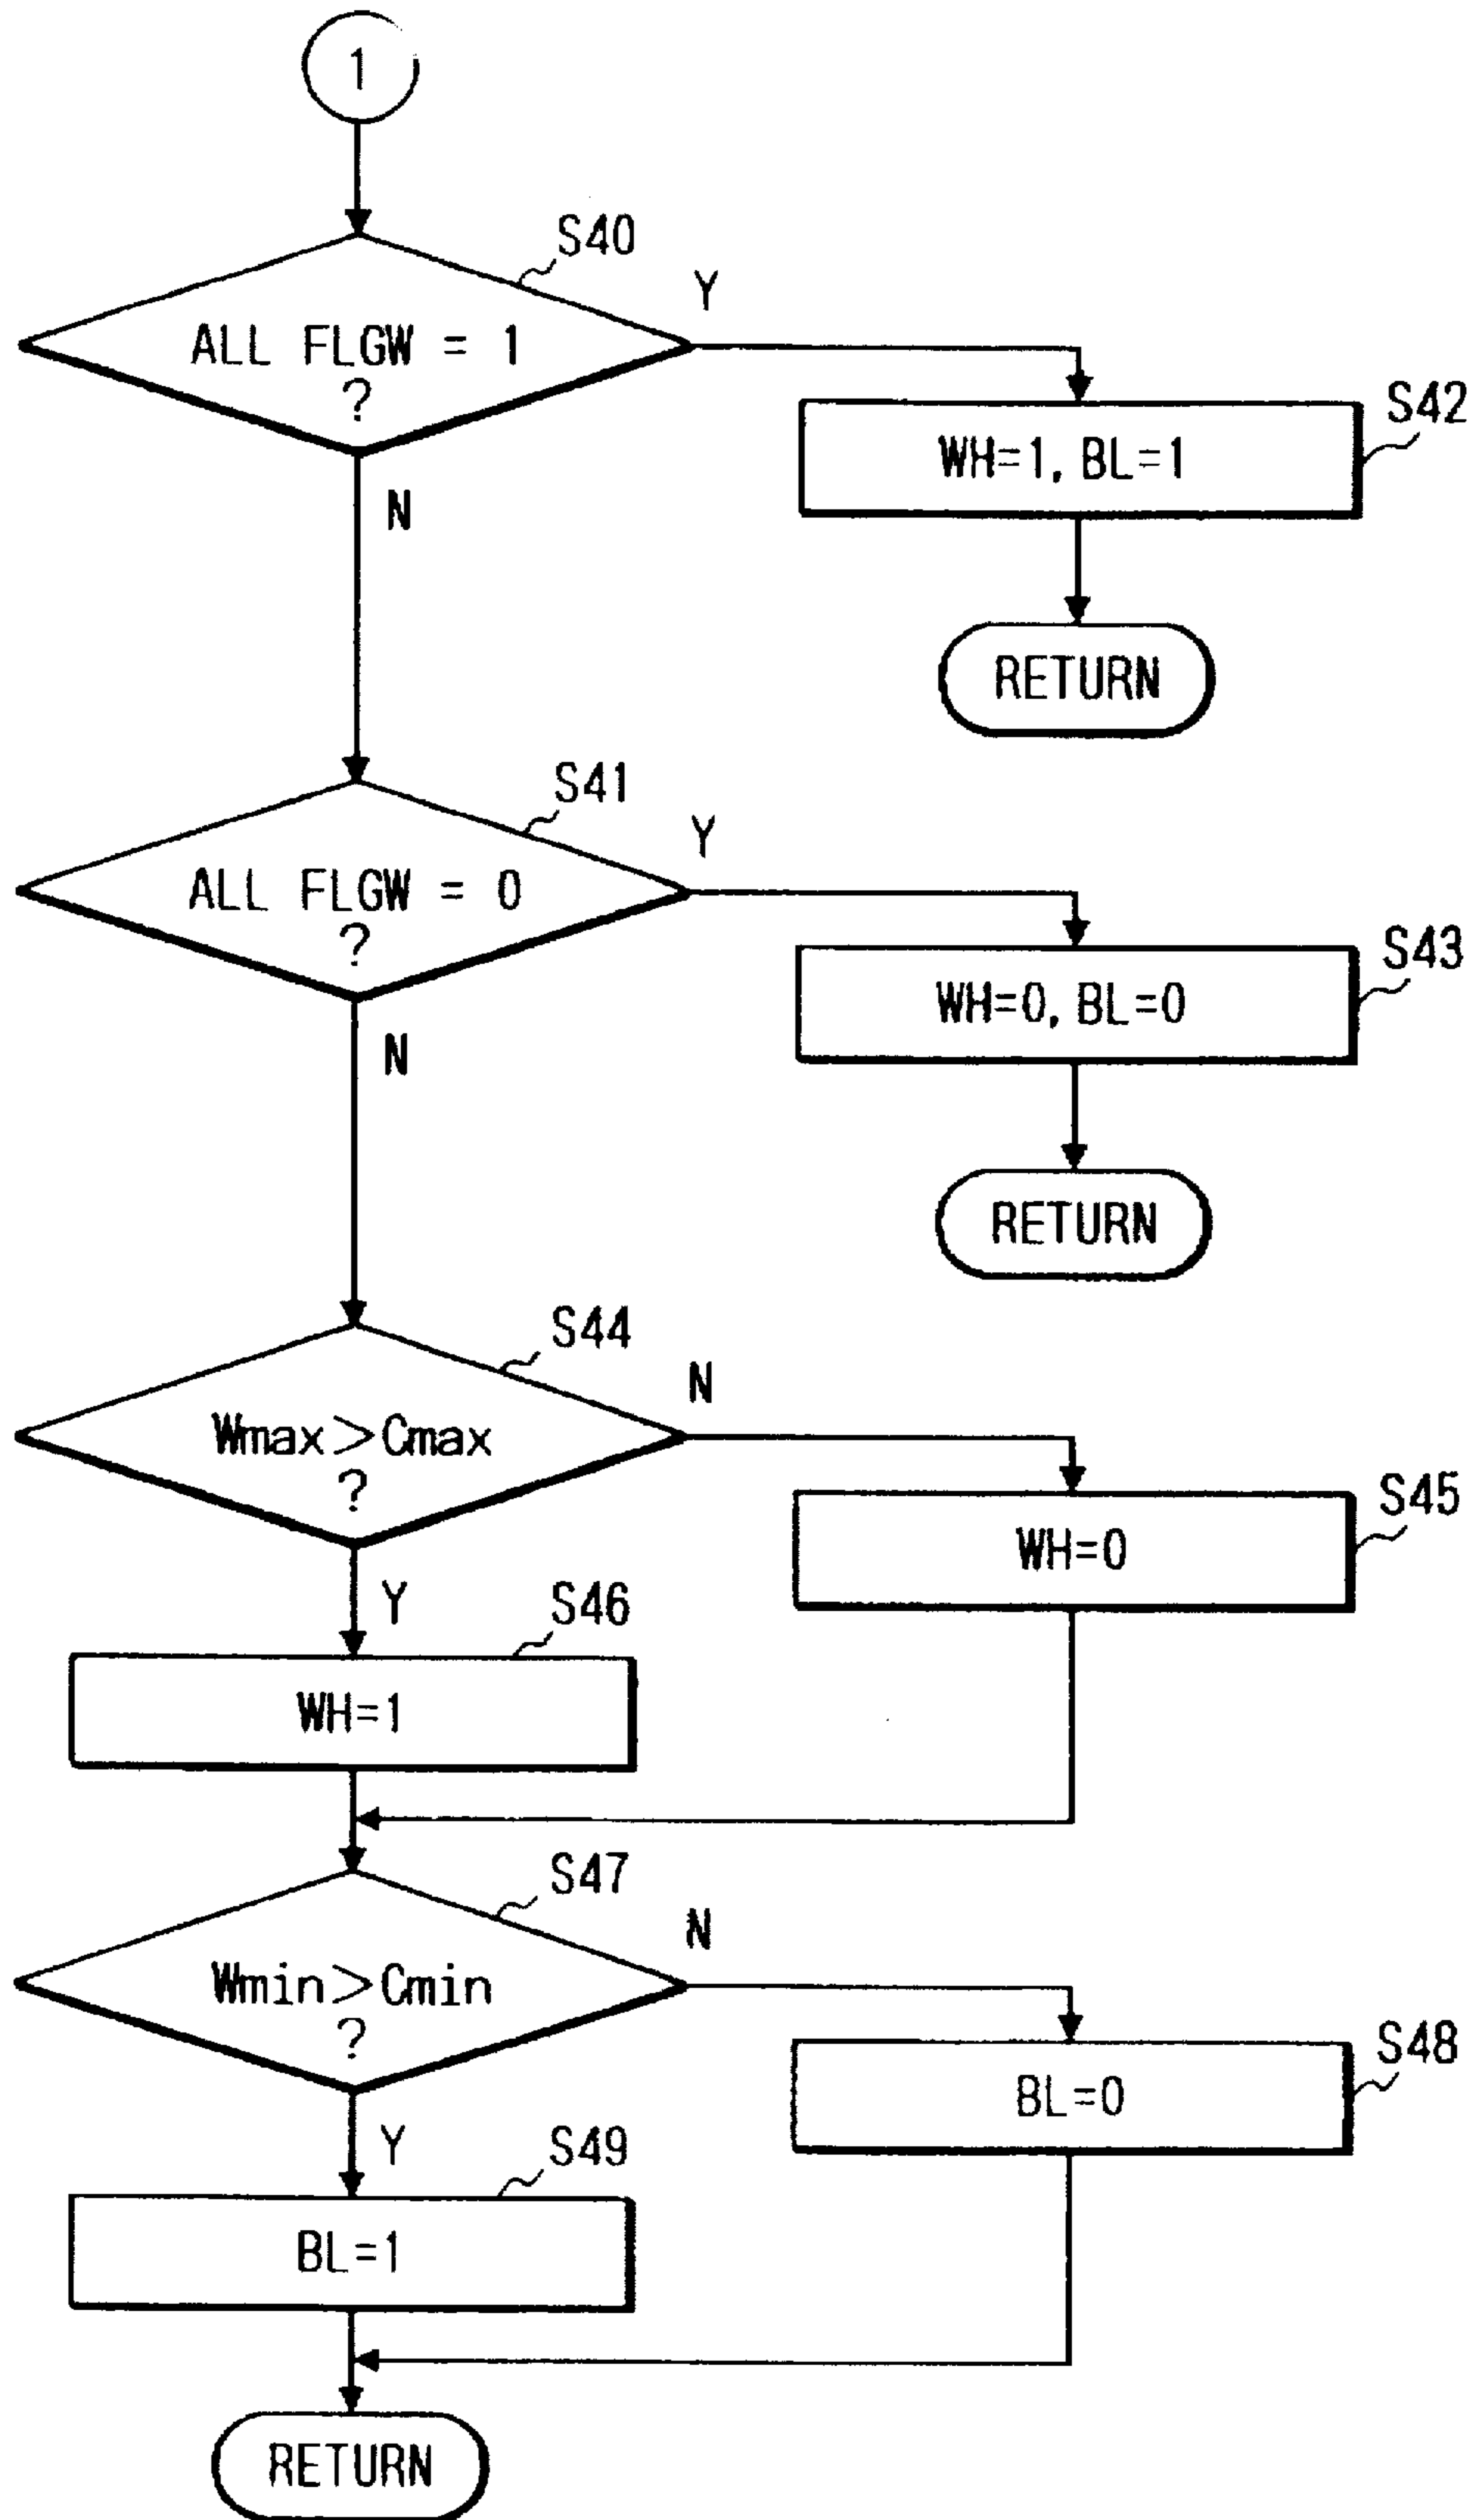 1
S40
Y
ALL FLGW = 1
?
S42
WH=1, BL=1
N
RETURN
S41
Y
ALL FLGW = 0
?
S43
WH=0, BL=0
N
RETURN
S44
N
Wmax>Cmax
?
S45
WH=0
Y
S46
WH=1
S47
N
Wmin>Cmin
?
S48
BL=0
Y
S49
BL=1
RETURN